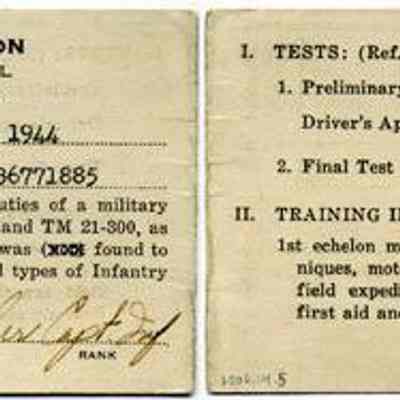 ON
L
1944
36771885
uties of a military
and TM 21-300, as
was (xxx found to
d types of Infantry
Capt Inf
RANK
I. TESTS: (Ref.
1. Preliminary
Driver's Ap
2. Final Test
II. TRAINING I
1st echelon m
niques, mot
field expedi
first aid and